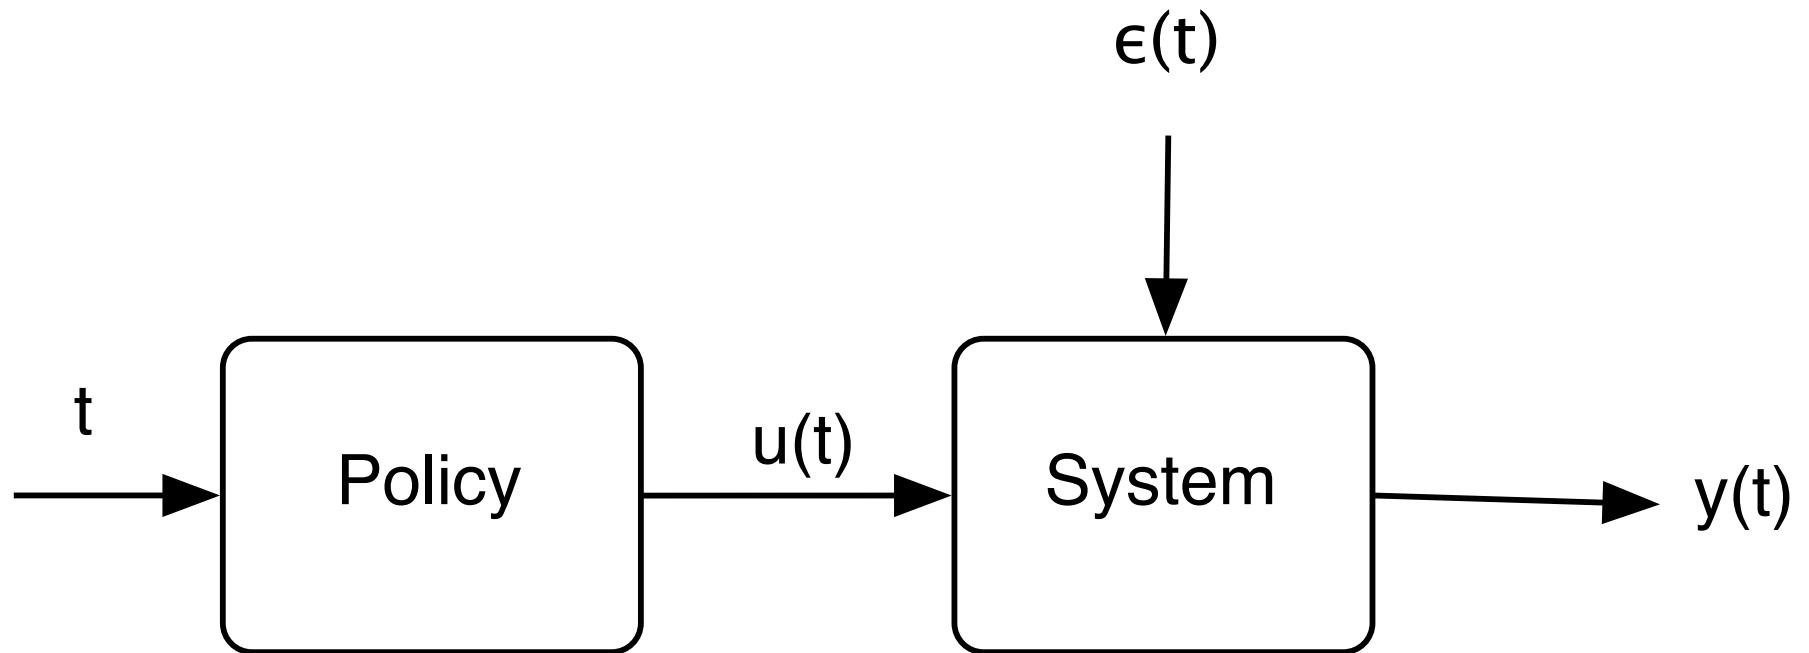 ϵ(t)
t
Policy
u(t)
System
y(t)